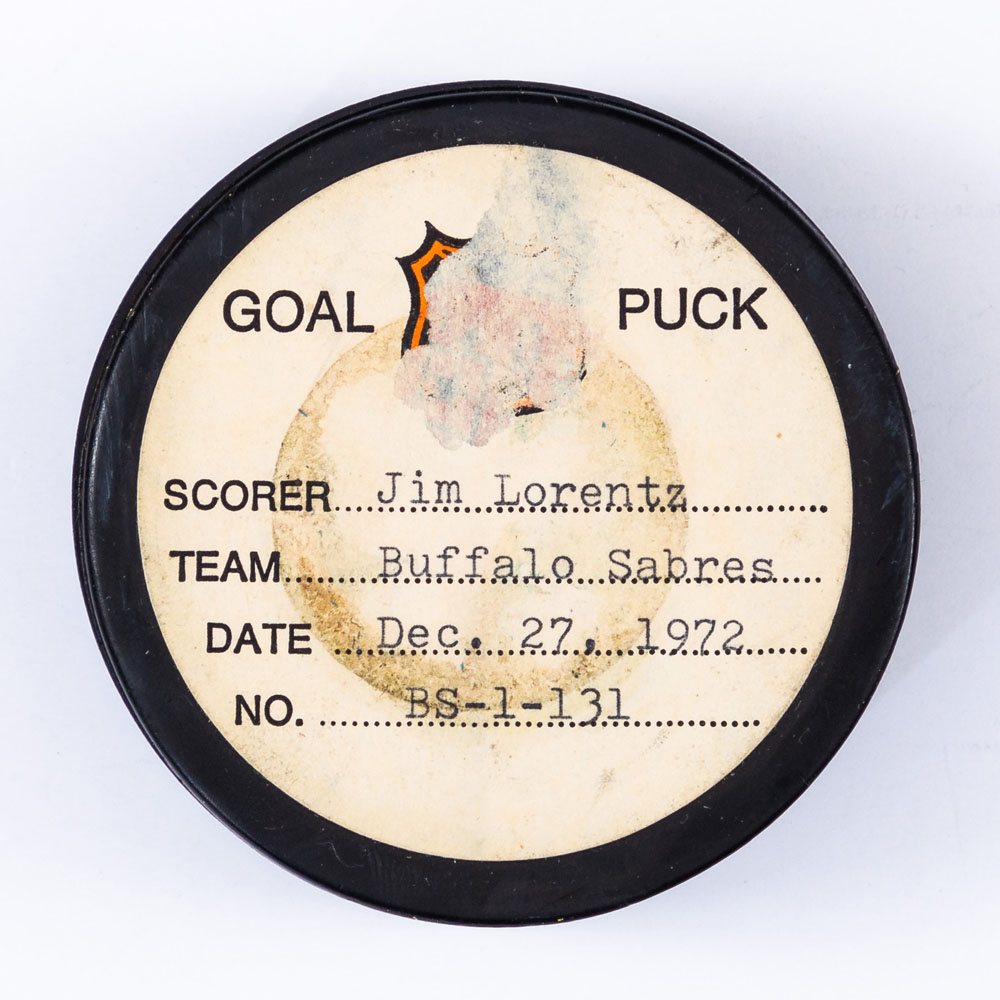 GOAL PUCK
SCORER....Jim Lorentz..............
TEAM........Buffalo Sabres....
DATE ....Dec. 27, 1972......
NO. .......BS-1-131............